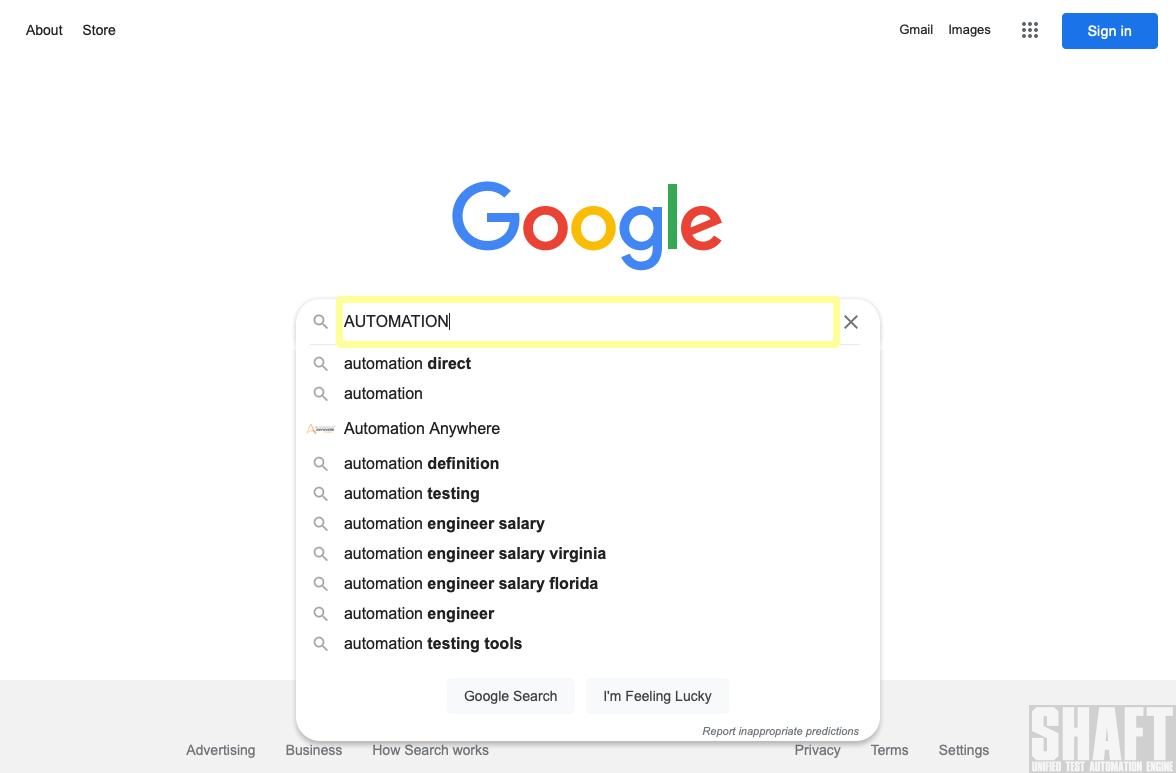 About Store
Gmail Images Sign in
Google
AUTOMATION
automation direct
automation
Automation Anywhere
automation definition
automation testing
automation engineer salary
automation engineer salary virginia
automation engineer salary florida
automation engineer
automation testing tools
Google Search I'm Feeling Lucky
Report inappropriate predictions
Advertising Business How Search works Privacy Terms Settings
SHAFT
UNIFIED TEST AUTOMATION ENGINE